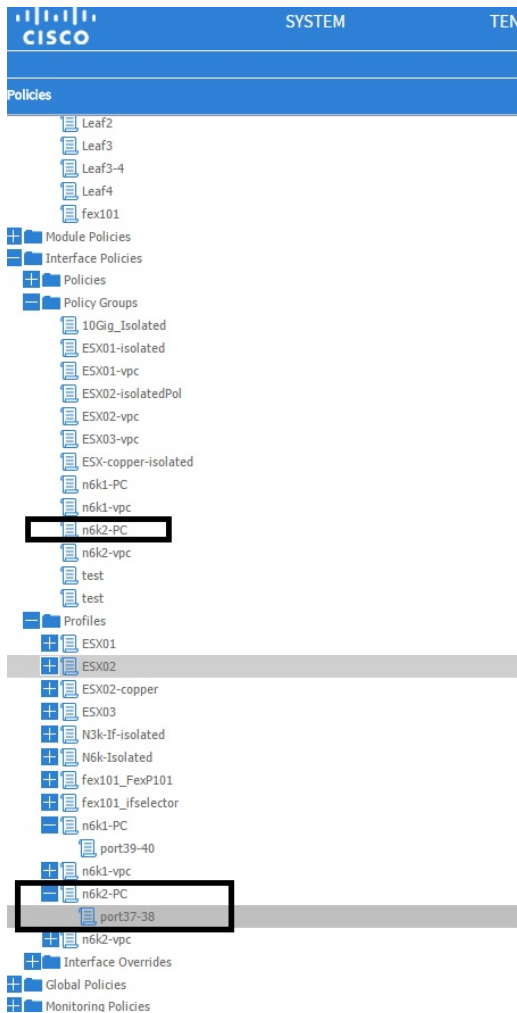 CISCO
SYSTEM
TEN
Policies
Leaf2
Leaf3
Leaf3-4
Leaf4
fex101
Module Policies
Interface Policies
Policies
Policy Groups
10Gig_Isolated
ESX01-isolated
ESX01-vpc
ESX02-isolatedPol
ESX02-vpc
ESX03-vpc
ESX-copper-isolated
n6k1-PC
n6k1-vpc
n6k2-PC
n6k2-vpc
test
test
Profiles
ESX01
ESX02
ESX02-copper
ESX03
N3k-If-isolated
N6k-Isolated
fex101_FexP101
fex101_ifselector
n6k1-PC
port39-40
n6k1-vpc
n6k2-PC
port37-38
n6k2-vpc
Interface Overrides
Global Policies
Monitoring Policies